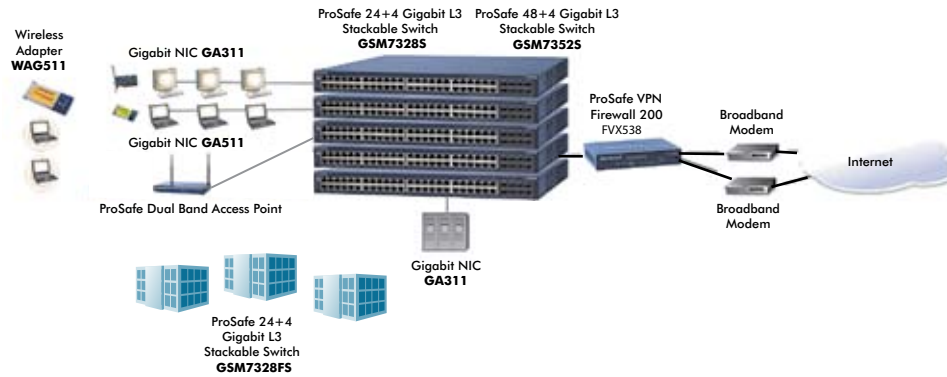 ProSafe 24+4 Gigabit L3
Stackable Switch
GSM7328S
ProSafe 48+4 Gigabit L3
Stackable Switch
GSM7352S
Wireless
Adapter
WAG511
Gigabit NIC GA311
Gigabit NIC GA511
ProSafe Dual Band Access Point
ProSafe VPN
Firewall 200
FVX538
Broadband
Modem
Internet
Broadband
Modem
Gigabit NIC
GA311
ProSafe 24+4
Gigabit L3
Stackable Switch
GSM7328FS